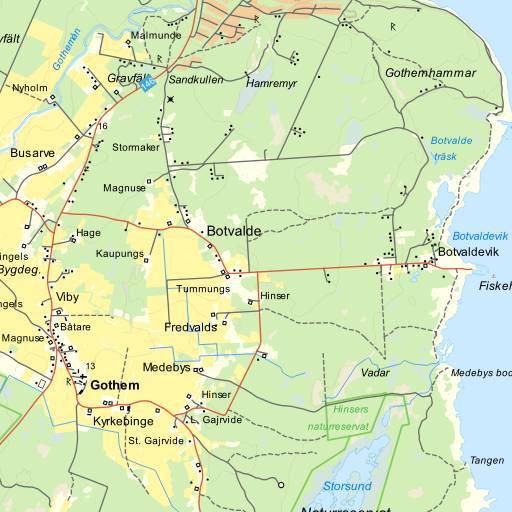 Malmunde
Gothemån
fält
Gravfält
146
Sandkullen
Hamremyr
Gothemhammar
Nyholm
16
Stormaker
Botvalde
träsk
Busarve
Magnuse
Hage
Botvalde
Botvaldevik
Kaupungs
Botvaldevik
ngels
Bygdeg.
Tummungs
Hinser
Fiskeh
Viby
ngels
Båtare
Fredvalds
Magnuse
13
Medebys
Vadar
Medebys bod
Gothem
Hinser
Hinsers
naturreservat
Kyrkebinge
L. Gajrvide
St. Gajrvide
Tangen
Storsund
Naturreservat